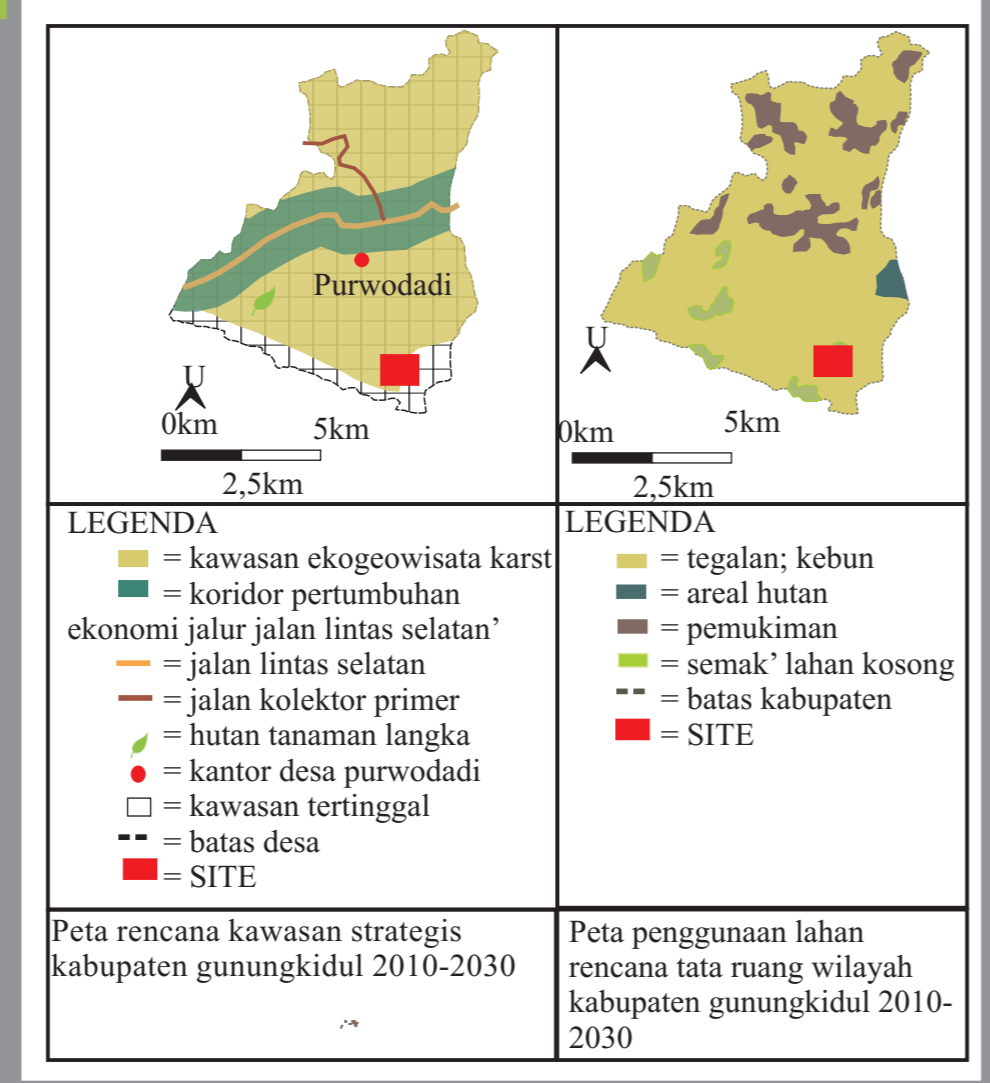 Purwodadi
U
0km
5km
2,5km
U
0km
5km
2,5km
LEGENDA
= kawasan ekogeowisata karst
= koridor pertumbuhan
ekonomi jalur jalan lintas selatan’
= jalan lintas selatan
= jalan kolektor primer
= hutan tanaman langka
= kantor desa purwodadi
= kawasan tertinggal
= batas desa
= SITE
LEGENDA
= tegalan; kebun
= areal hutan
= pemukiman
= semak’ lahan kosong
= batas kabupaten
= SITE
Peta rencana kawasan strategis
kabupaten gunungkidul 2010-2030
Peta penggunaan lahan
rencana tata ruang wilayah
kabupaten gunungkidul 2010-
2030